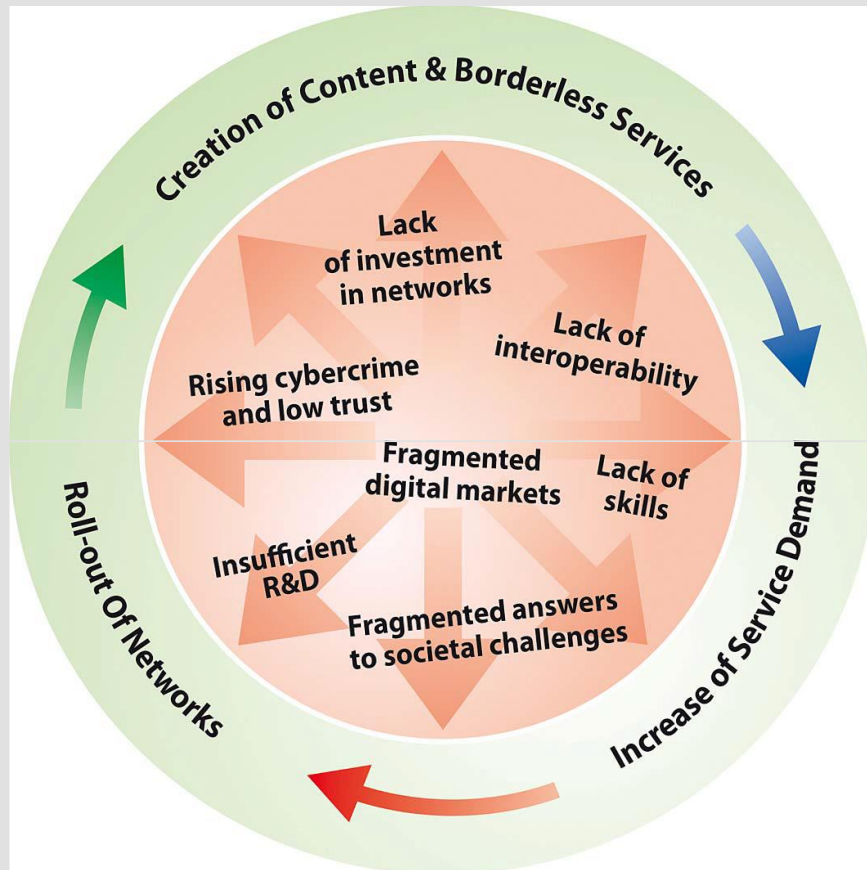 Creation of Content & Borderless Services
Lack
of investment
in networks
Lack of
interoperability
Rising cybercrime
and low trust
Fragmented
digital markets
Lack of
skills
Insufficient
R&D
Fragmented answers
to societal challenges
Increase of Service Demand
Roll-out Of Networks